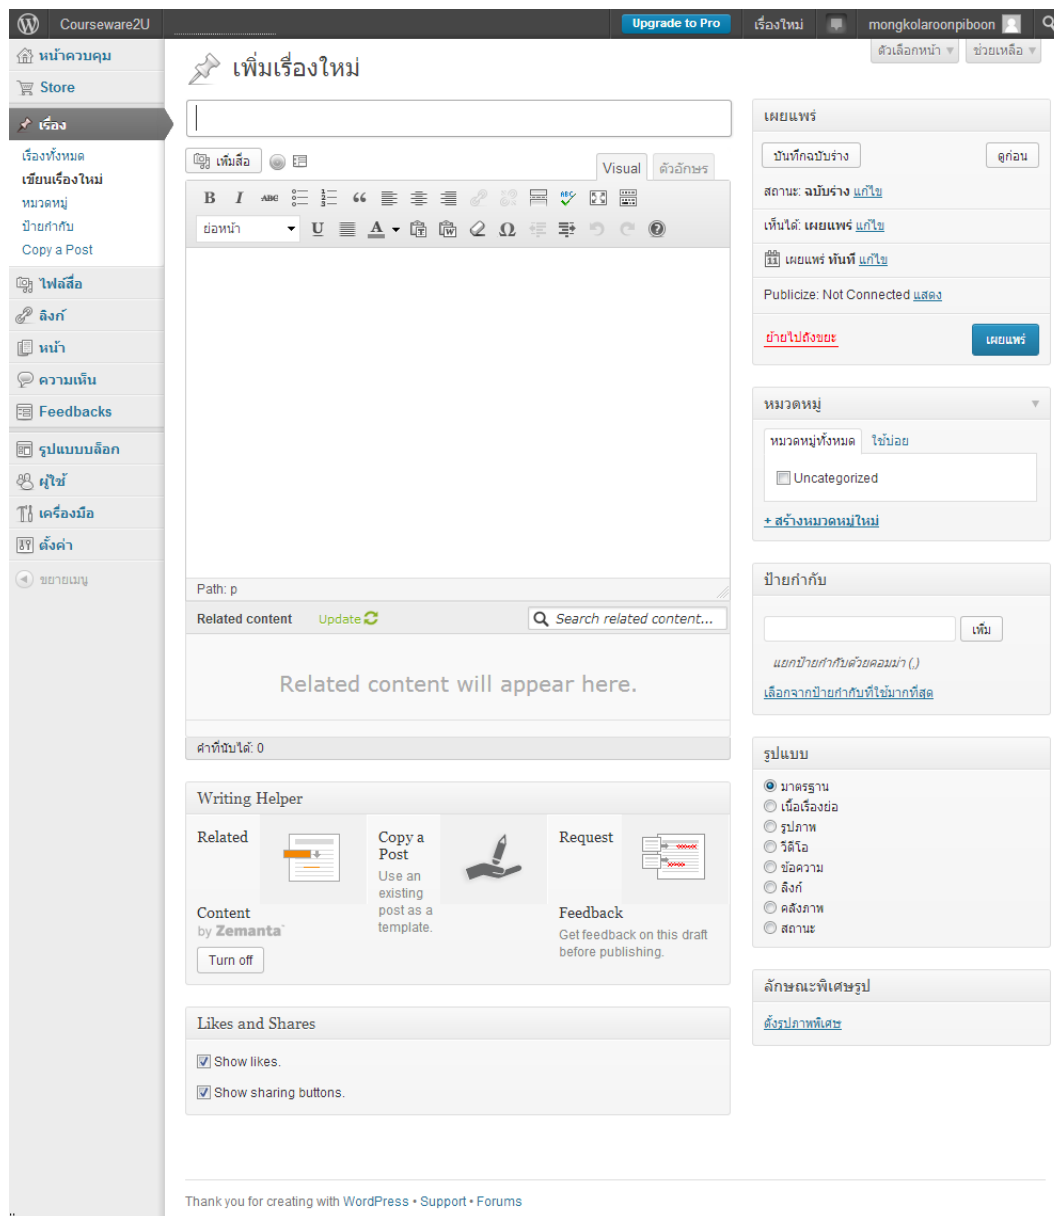 Courseware2U
Upgrade to Pro
เรื่องใหม่
mongkolaroonpiboon
หน้าควบคุม
Store
เรื่อง
เรื่องทั้งหมด
เขียนเรื่องใหม่
หมวดหมู่
ป้ายกำกับ
Copy a Post
ไฟล์สื่อ
ลิงก์
หน้า
ความเห็น
Feedbacks
รูปแบบบล็อก
ผู้ใช้
เครื่องมือ
ตั้งค่า
ขยายเมนู
ตัวเลือกหน้า
ช่วยเหลือ
เพิ่มเรื่องใหม่
เพิ่มสื่อ
Visual
ตัวอักษร
B I ABC
ย่อหน้า
U A
Path: p
Related content
Update
Search related content...
Related content will appear here.
คำที่นับได้: 0
Writing Helper
Related
Content
by Zemanta
Turn off
Copy a
Post
Use an
existing
post as a
template.
Request
Feedback
Get feedback on this draft
before publishing.
Likes and Shares
Show likes.
Show sharing buttons.
เผยแพร่
บันทึกฉบับร่าง
ดูก่อน
สถานะ: ฉบับร่าง แก้ไข
เห็นได้: เผยแพร่ แก้ไข
11 เผยแพร่ ทันที แก้ไข
Publicize: Not Connected แสดง
ย้ายไปถังขยะ
เผยแพร่
หมวดหมู่
หมวดหมู่ทั้งหมด
ใช้บ่อย
Uncategorized
+ สร้างหมวดหมู่ใหม่
ป้ายกำกับ
เพิ่ม
แยกป้ายกำกับด้วยคอมม่า (,)
เลือกจากป้ายกำกับที่ใช้มากที่สุด
รูปแบบ
มาตรฐาน
เนื้อเรื่องย่อ
รูปภาพ
วิดีโอ
ข้อความ
ลิงก์
คลังภาพ
สถานะ
ลักษณะพิเศษรูป
ตั้งรูปภาพพิเศษ
Thank you for creating with WordPress • Support • Forums